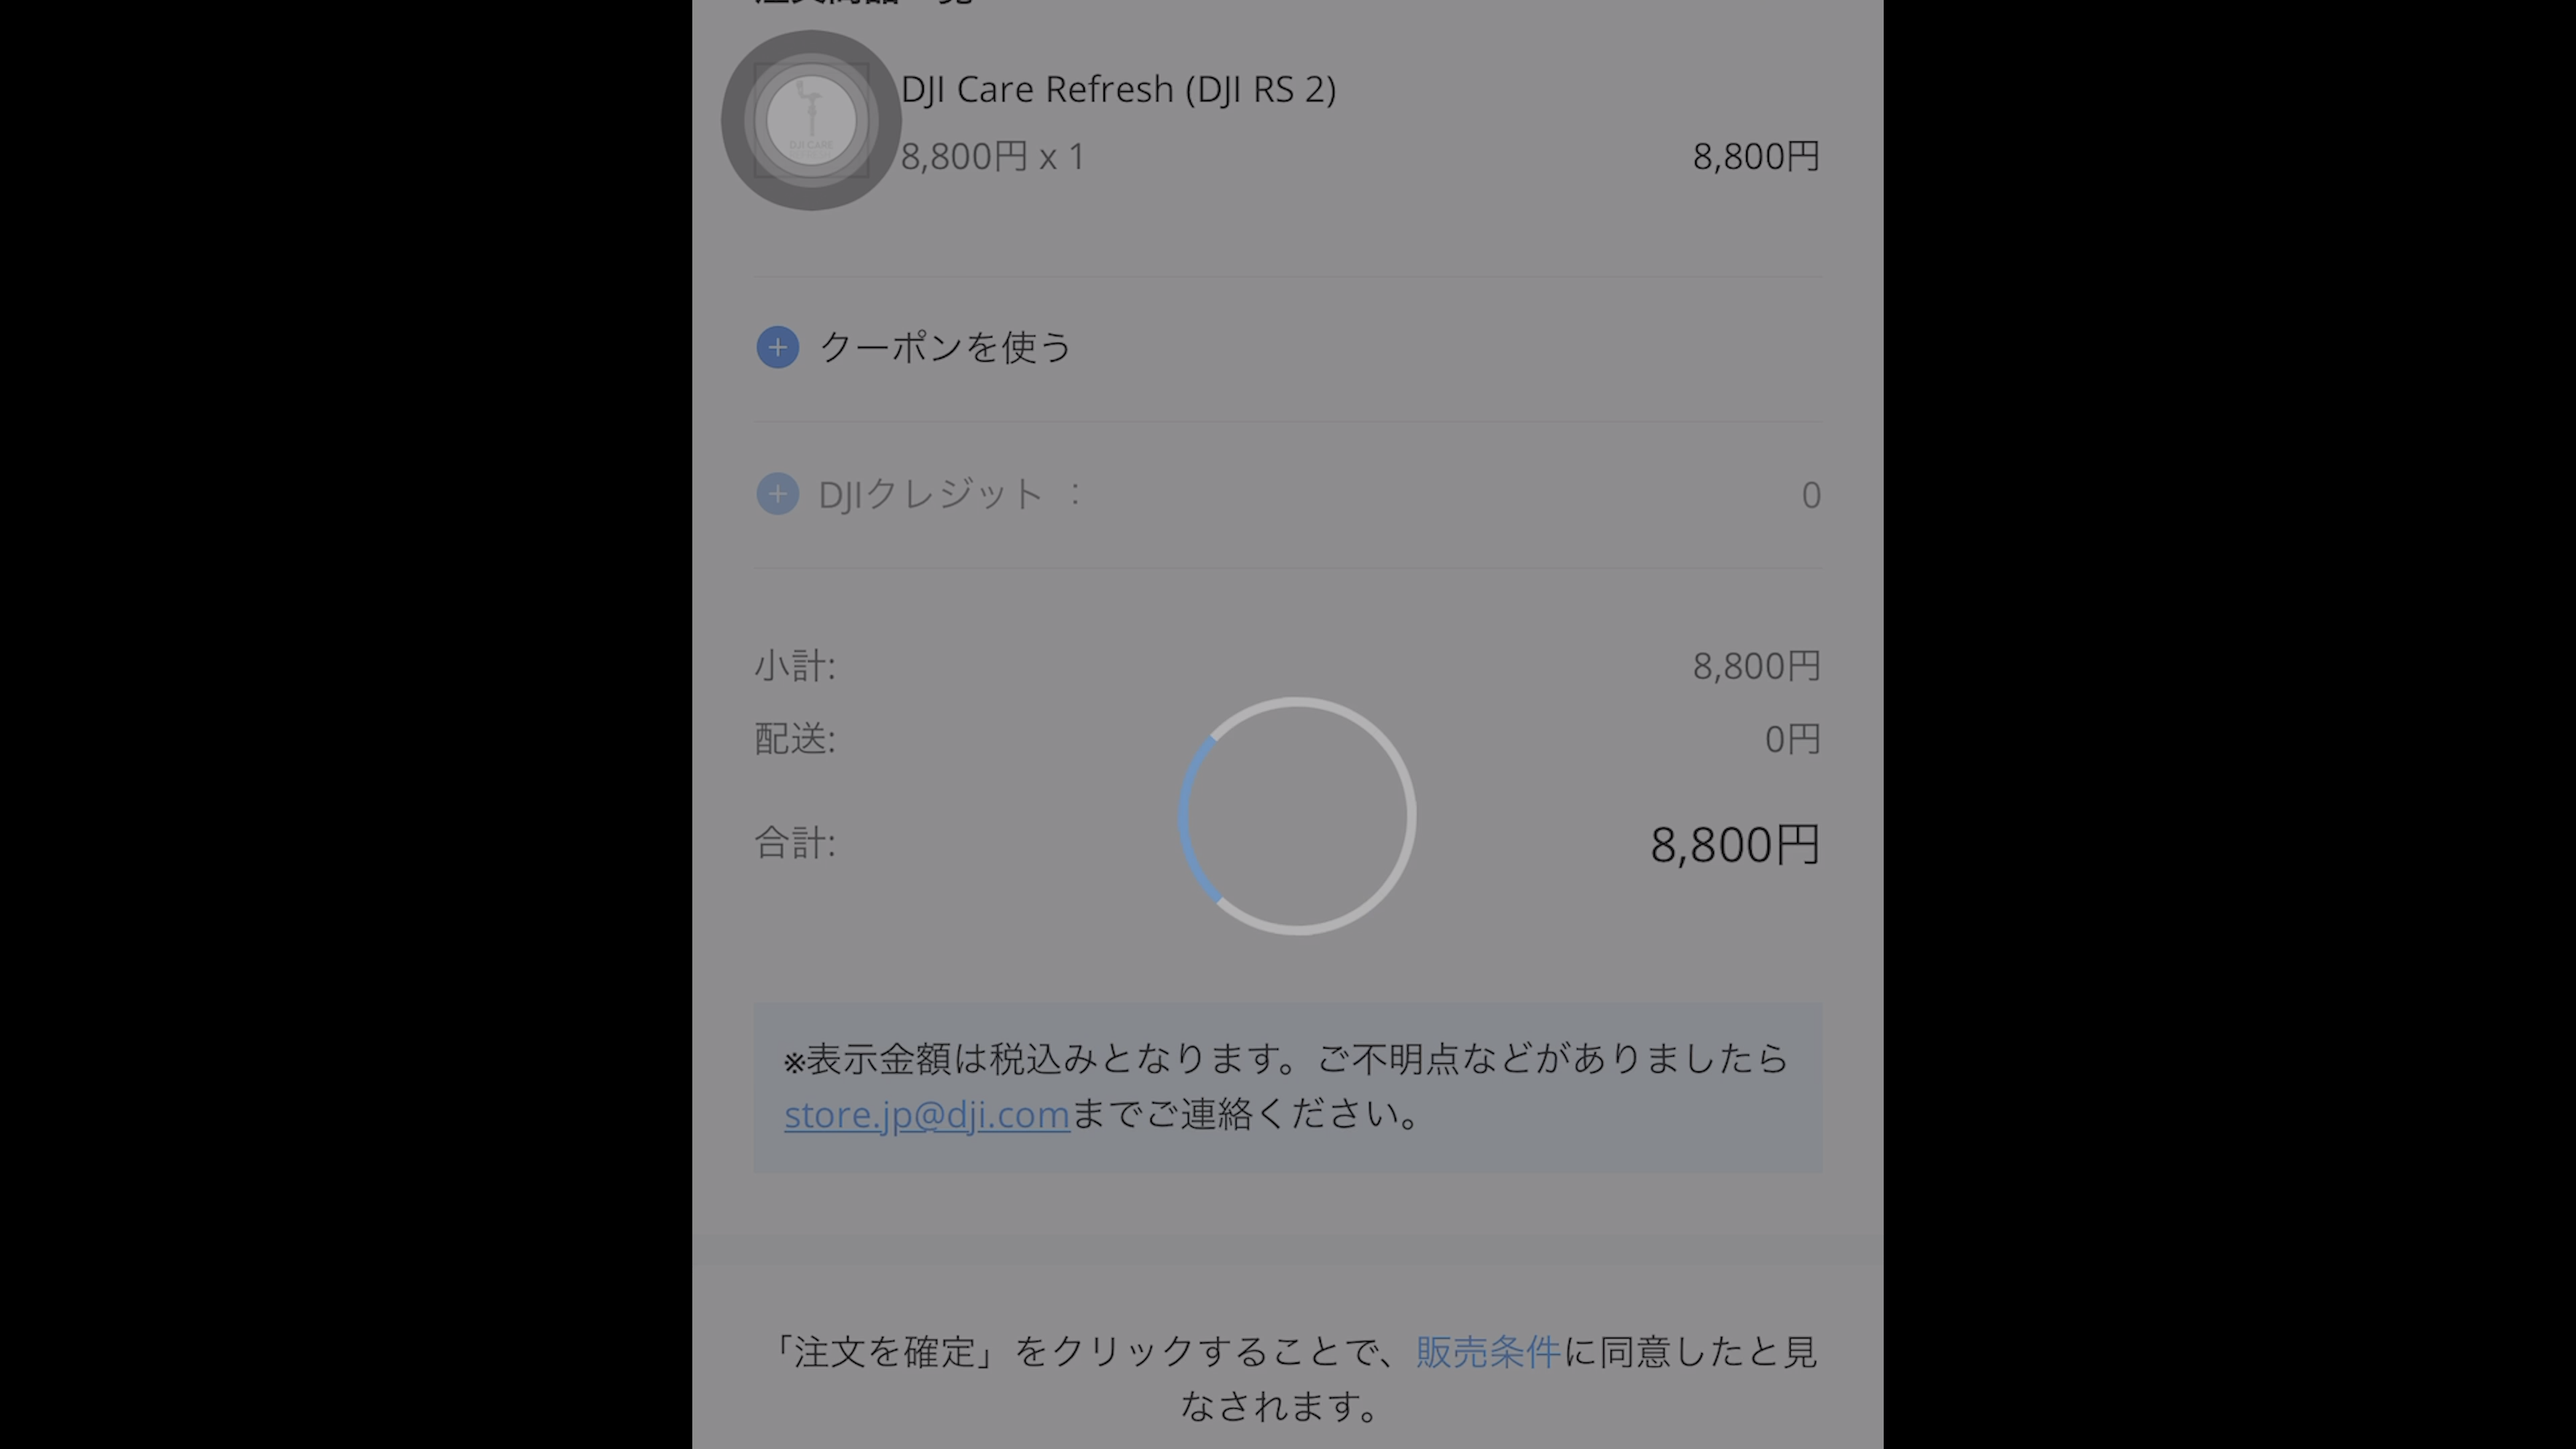 DJI Care Refresh (DJI RS 2)
DJI CARE
8,800円 x 1 8,800円
クーポンを使う
DJIクレジット : 0
小計: 8,800円
配送: 0円
合計: 8,800円
※表示金額は税込みとなります。ご不明点などがありましたら
store.jp@dji.comまでご連絡ください。
「注文を確定」をクリックすることで、販売条件に同意したと見
なされます。